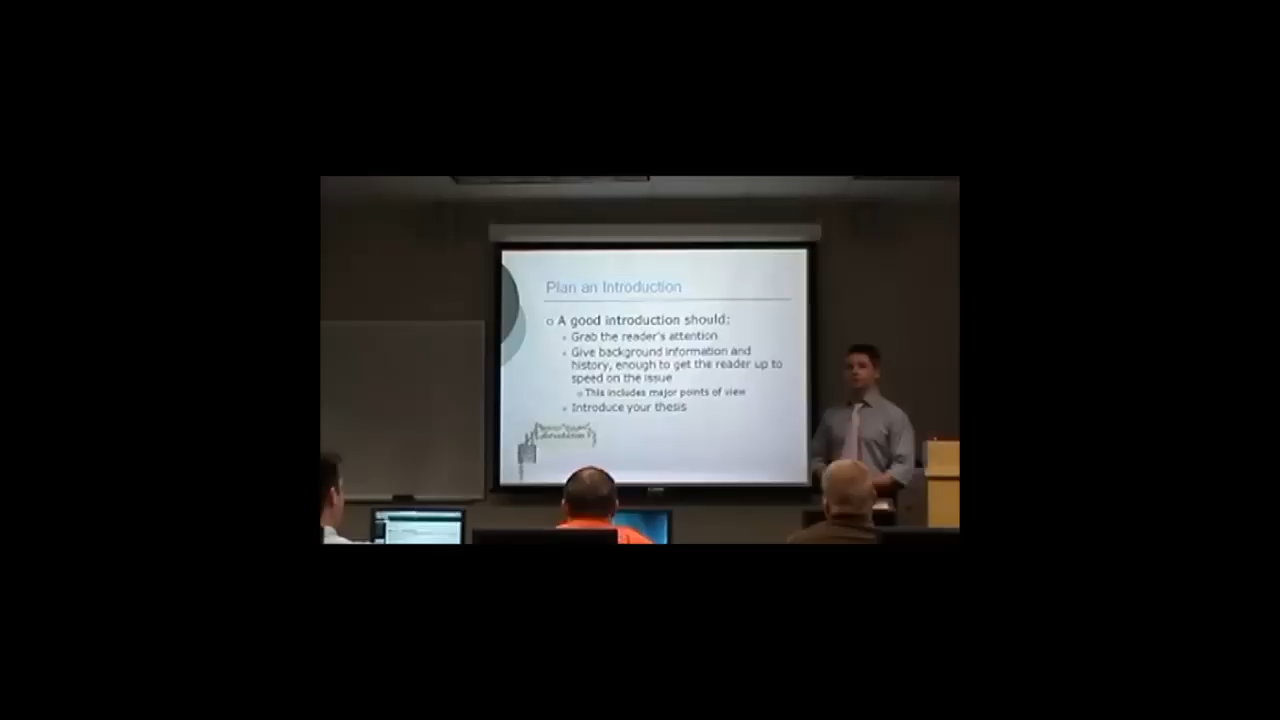 Plan an Introduction
A good introduction should:
Grab the reader's attention
Give background information and
history, enough to get the reader up to
speed on the issue
This includes major points of view
Introduce your thesis